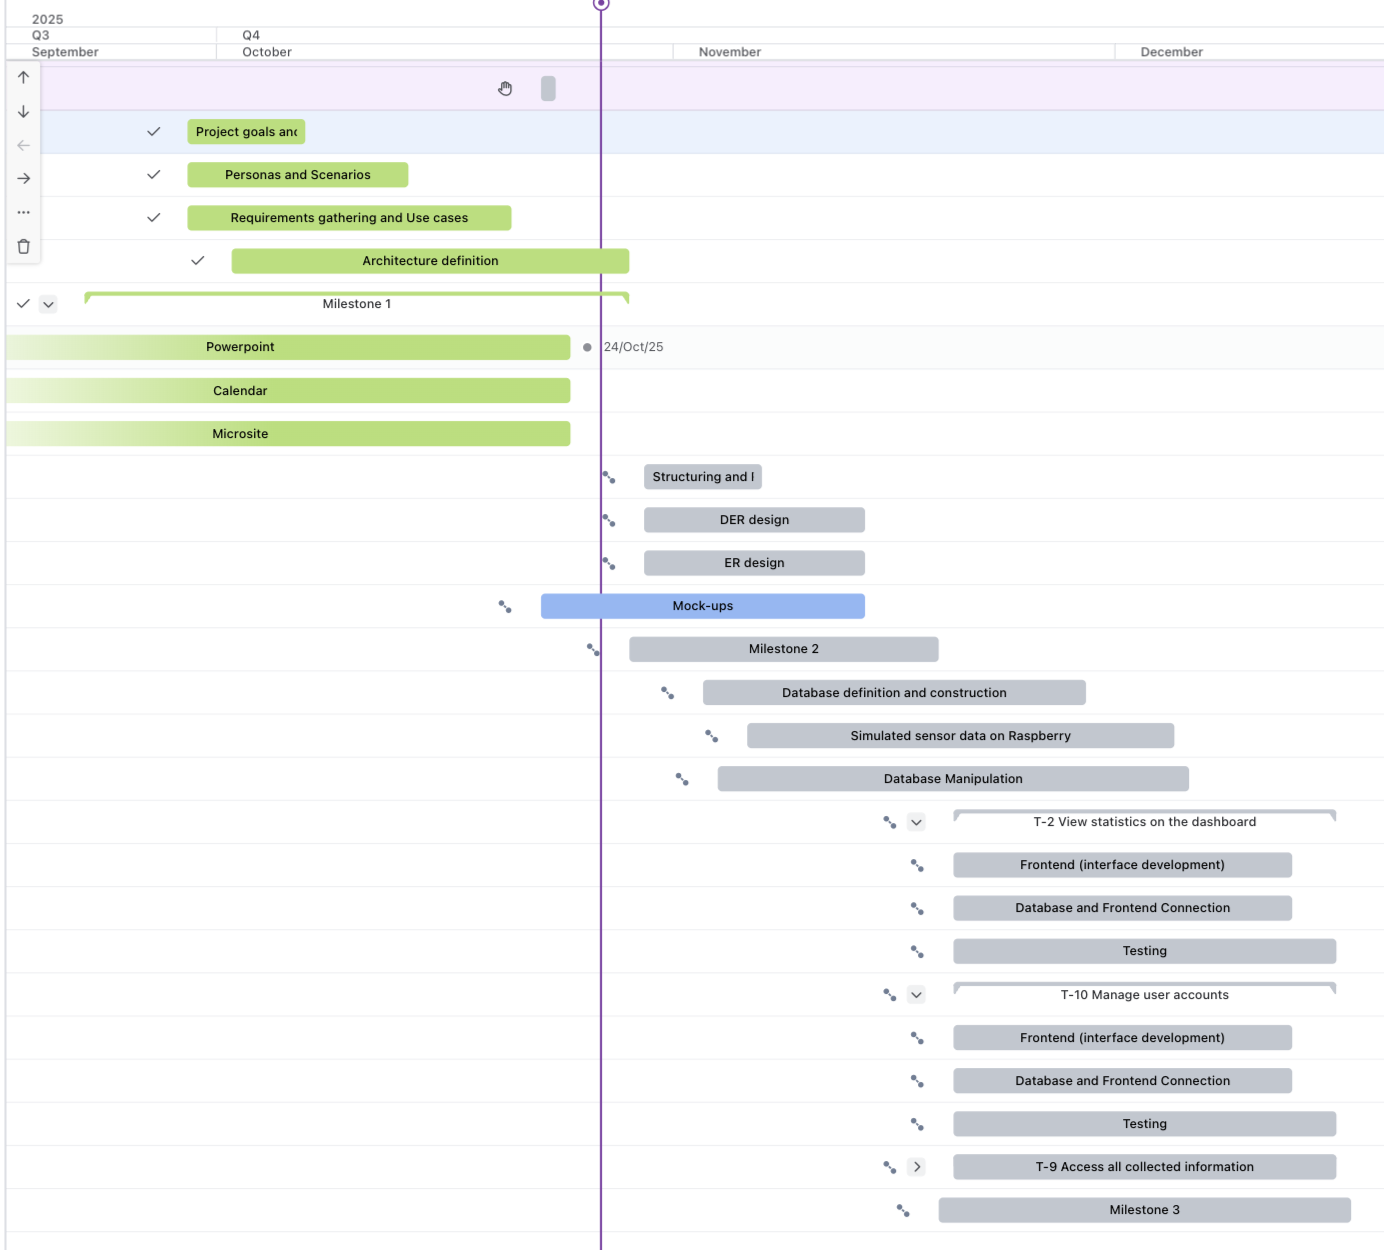 2025
Q3 Q4
September October November December
Project goals and
Personas and Scenarios
Requirements gathering and Use cases
Architecture definition
Milestone 1
Powerpoint 24/Oct/25
Calendar
Microsite
Structuring and
DER design
ER design
Mock-ups
Milestone 2
Database definition and construction
Simulated sensor data on Raspberry
Database Manipulation
T-2 View statistics on the dashboard
Frontend (interface development)
Database and Frontend Connection
Testing
T-10 Manage user accounts
Frontend (interface development)
Database and Frontend Connection
Testing
T-9 Access all collected information
Milestone 3